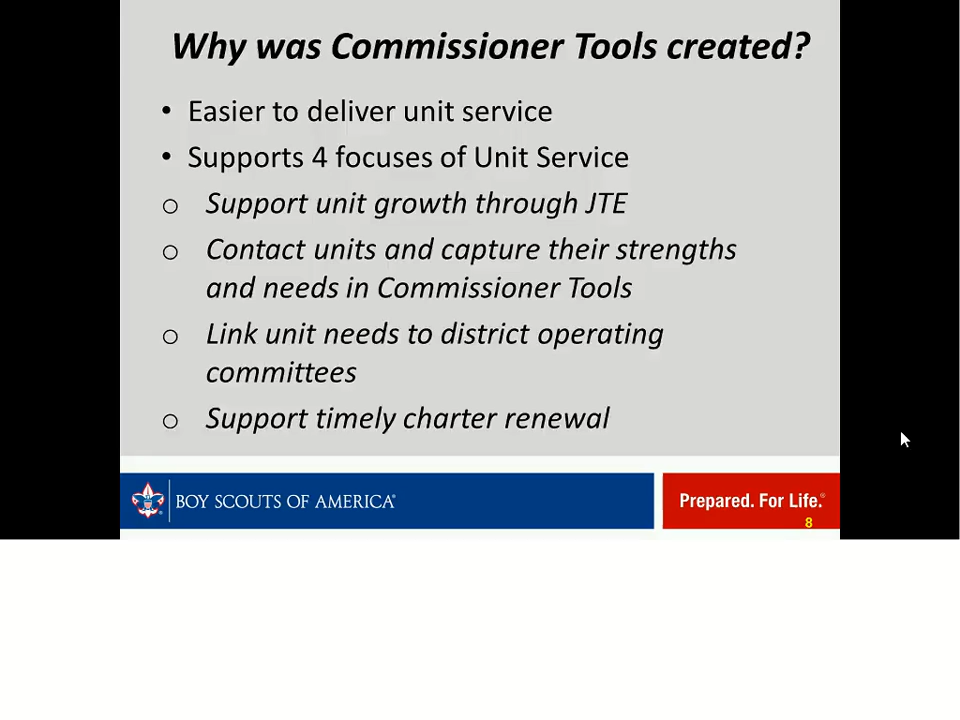 Why was Commissioner Tools created?
• Easier to deliver unit service
• Supports 4 focuses of Unit Service
o Support unit growth through JTE
o Contact units and capture their strengths
and needs in Commissioner Tools
o Link unit needs to district operating
committees
o Support timely charter renewal
BOY SCOUTS OF AMERICA®
Prepared. For Life.®
8